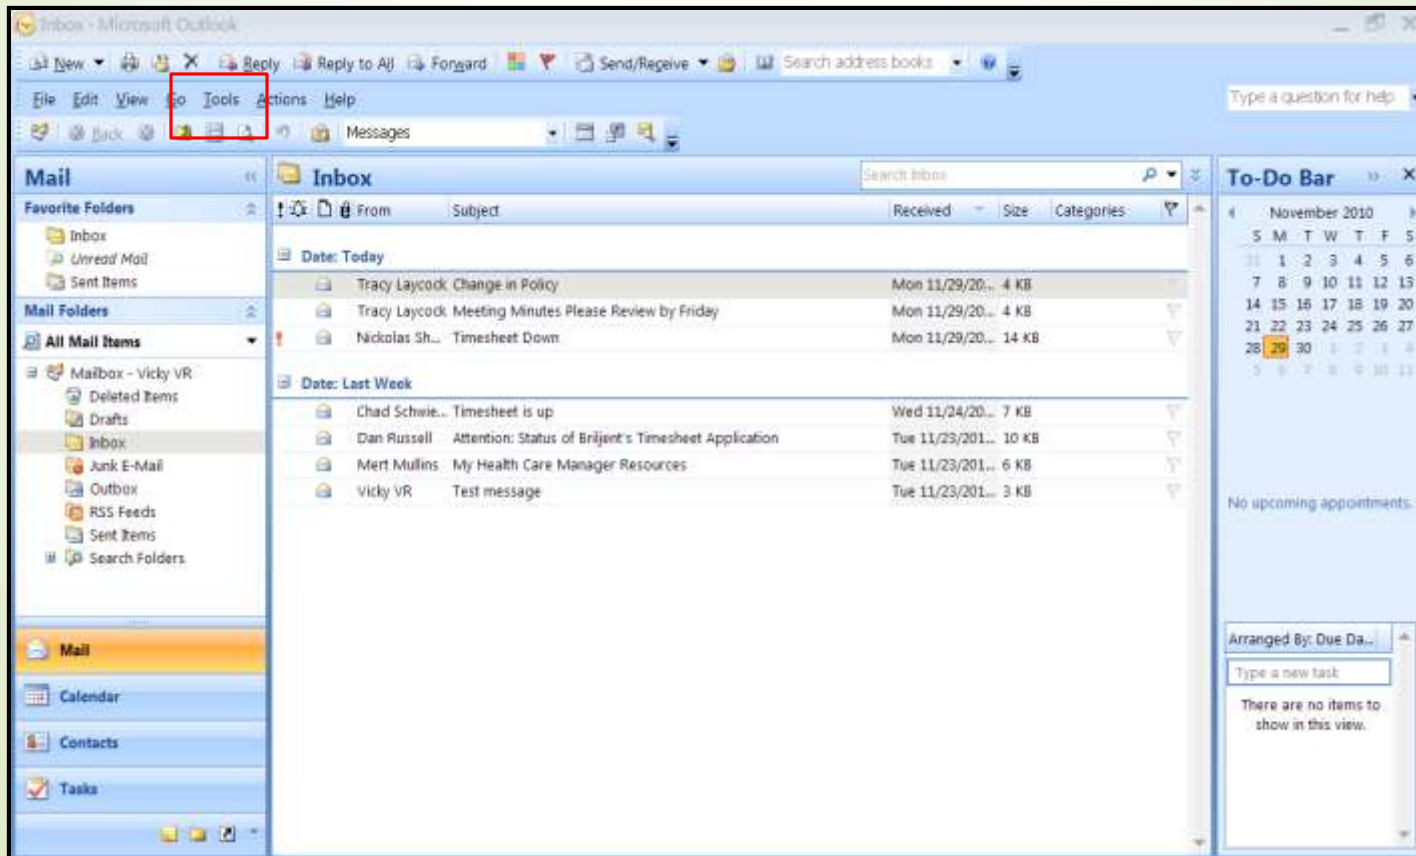 Inbox - Microsoft Outlook
New Reply Reply to All Forward Send/Receive Search address books
File Edit View Go Tools Actions Help Type a question for help
Back Messages
Mail
Favorite Folders
Inbox
Unread Mail
Sent Items
Mail Folders
All Mail Items
Mailbox - Vicky VR
Deleted Items
Drafts
Inbox
Junk E-Mail
Outbox
RSS Feeds
Sent Items
Search Folders
Mail
Calendar
Contacts
Tasks
Inbox Search Inbox
From Subject Received Size Categories
Date: Today
Tracy Laycock Change in Policy Mon 11/29/20... 4 KB
Tracy Laycock Meeting Minutes Please Review by Friday Mon 11/29/20... 4 KB
Nickolas Sh... Timesheet Down Mon 11/29/20... 14 KB
Date: Last Week
Chad Schwie... Timesheet is up Wed 11/24/20... 7 KB
Dan Russell Attention: Status of Briljent's Timesheet Application Tue 11/23/201... 10 KB
Mert Mullins My Health Care Manager Resources Tue 11/23/201... 6 KB
Vicky VR Test message Tue 11/23/201... 3 KB
To-Do Bar
November 2010
S M T W T F S
31 1 2 3 4 5 6
7 8 9 10 11 12 13
14 15 16 17 18 19 20
21 22 23 24 25 26 27
28 29 30 1 2 3 4
5 6 7 8 9 10 11
No upcoming appointments.
Arranged By: Due Da...
Type a new task
There are no items to
show in this view.